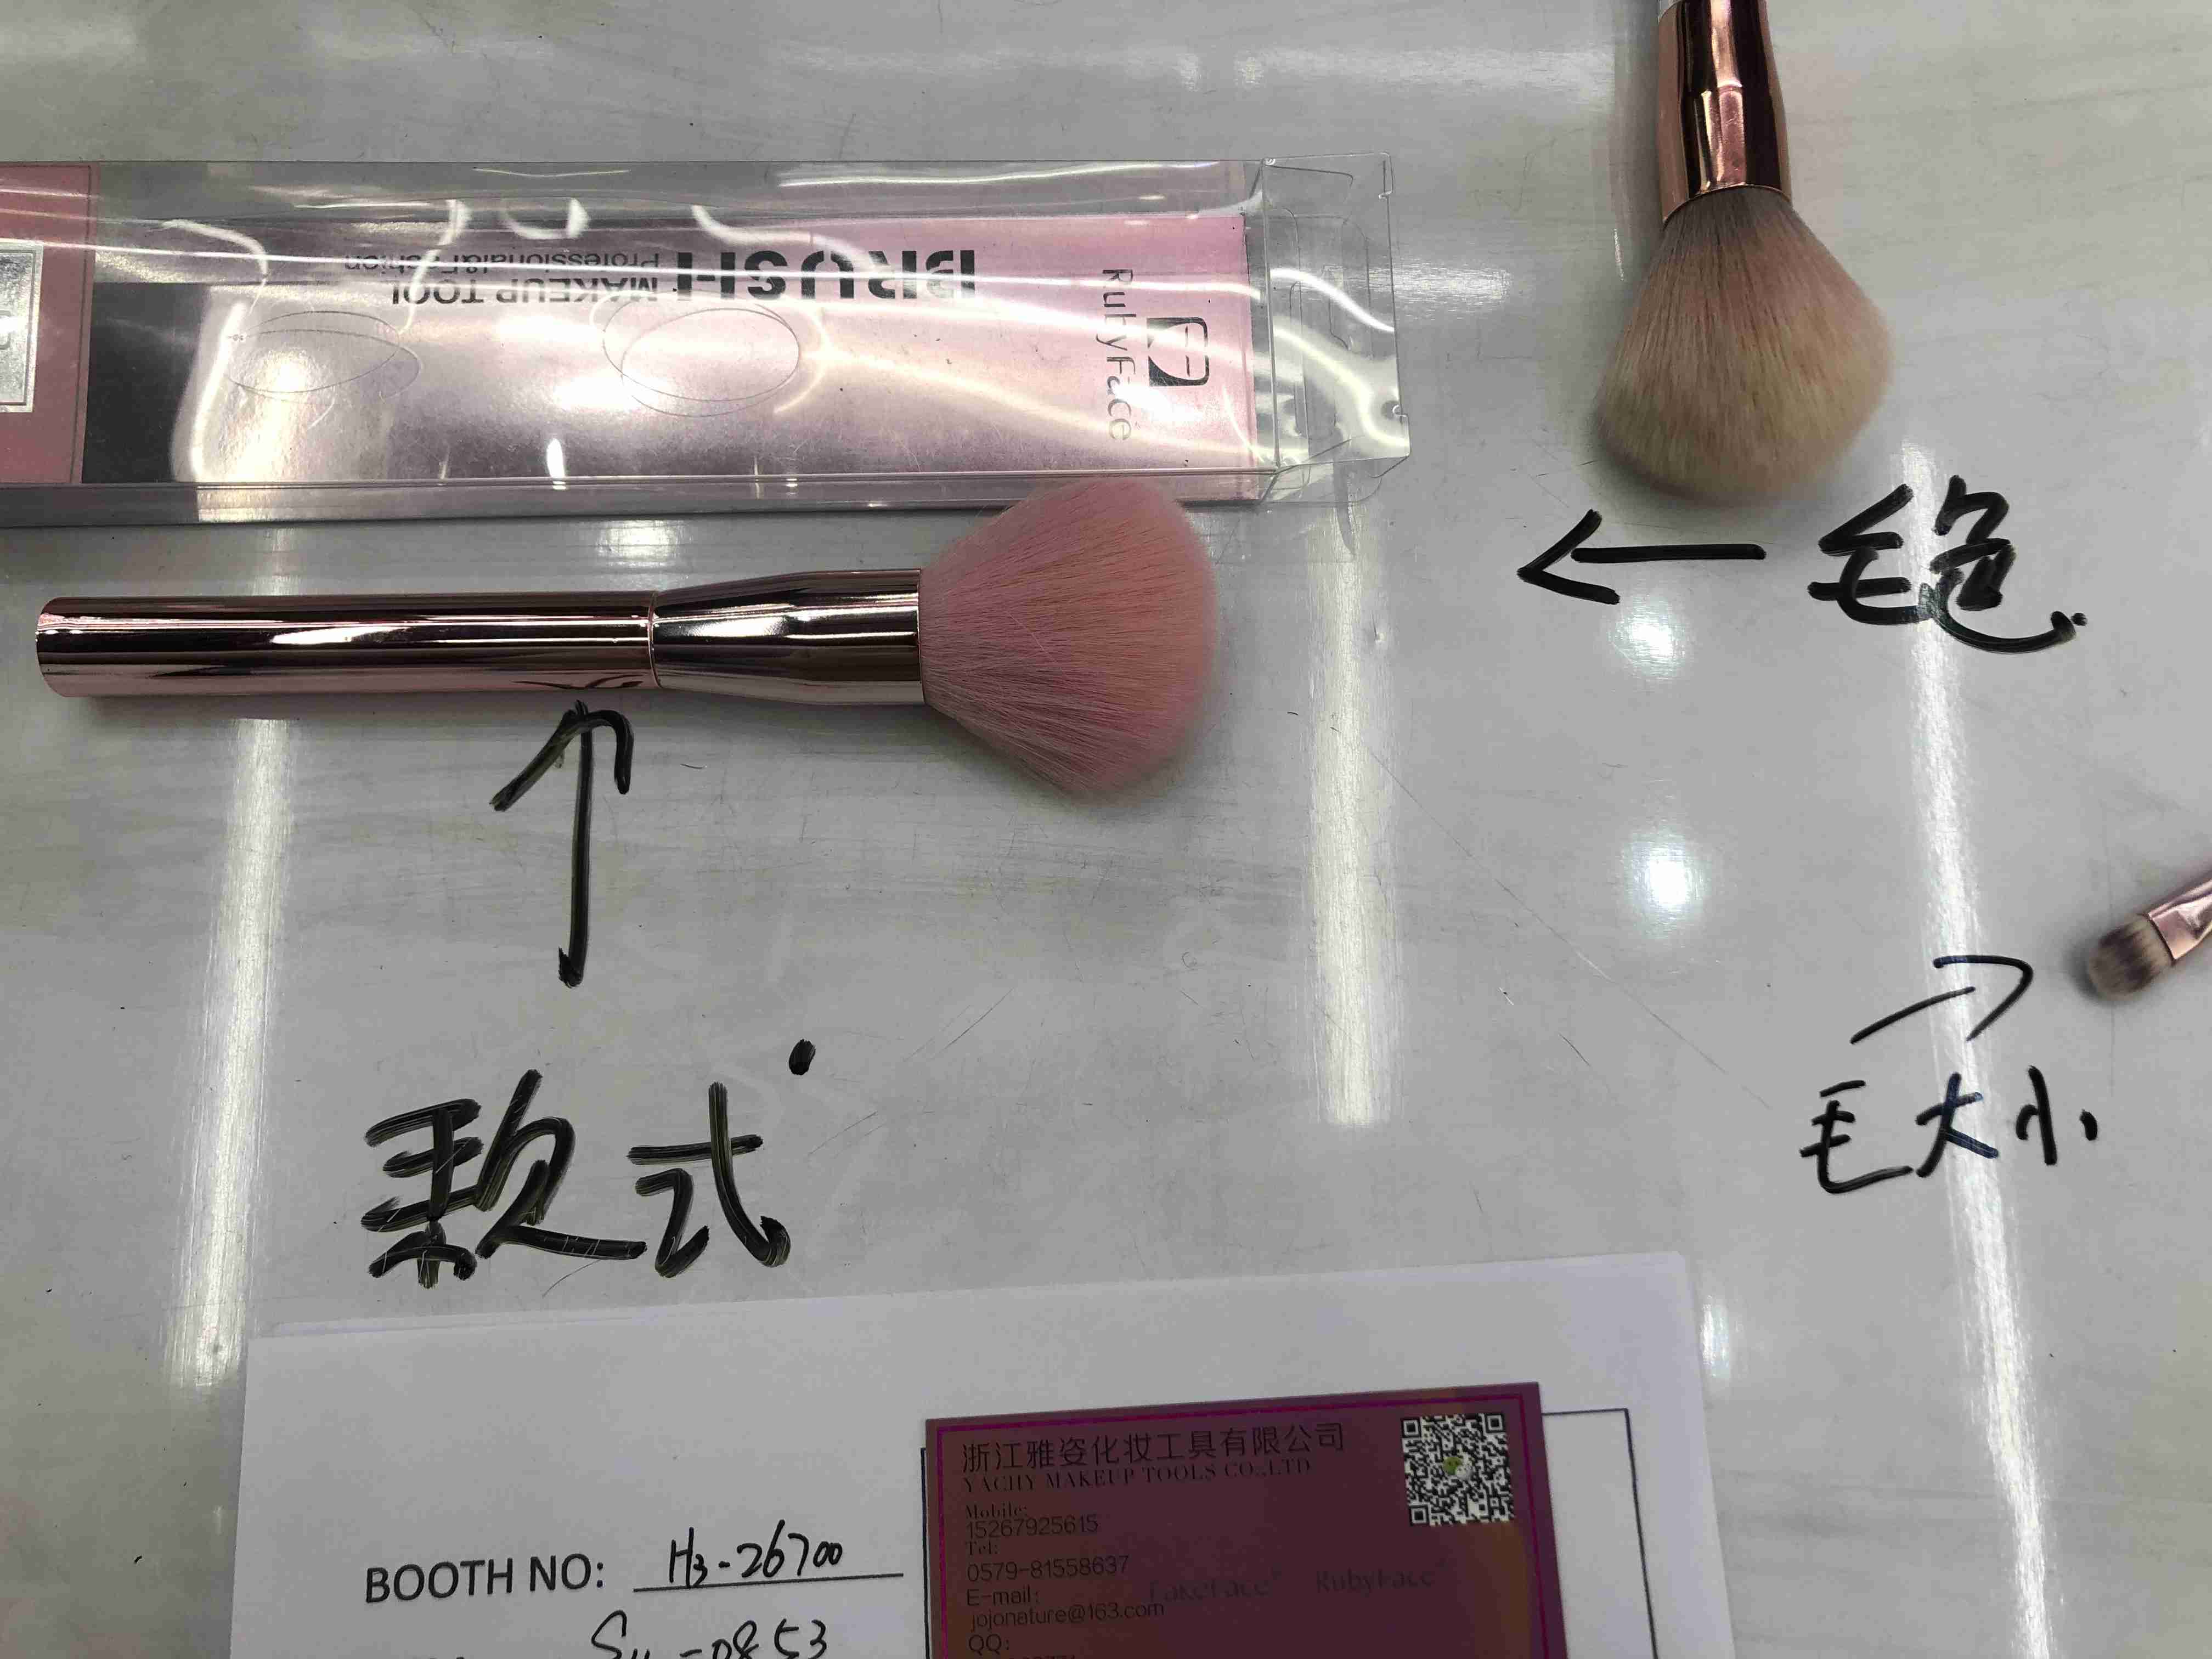 BRUSH
MAKEUP TOOL
Professional&Fashion
RubyFace
毛色
款式
毛大小
浙江雅姿化妆工具有限公司
YACHY MAKEUP TOOLS CO.,LTD
Mobile:
15267925615
Tel:
0579-81558637
E-mail:
jojonature@163.com
QQ:
FakeFace RubyFace
BOOTH NO: H3-26700